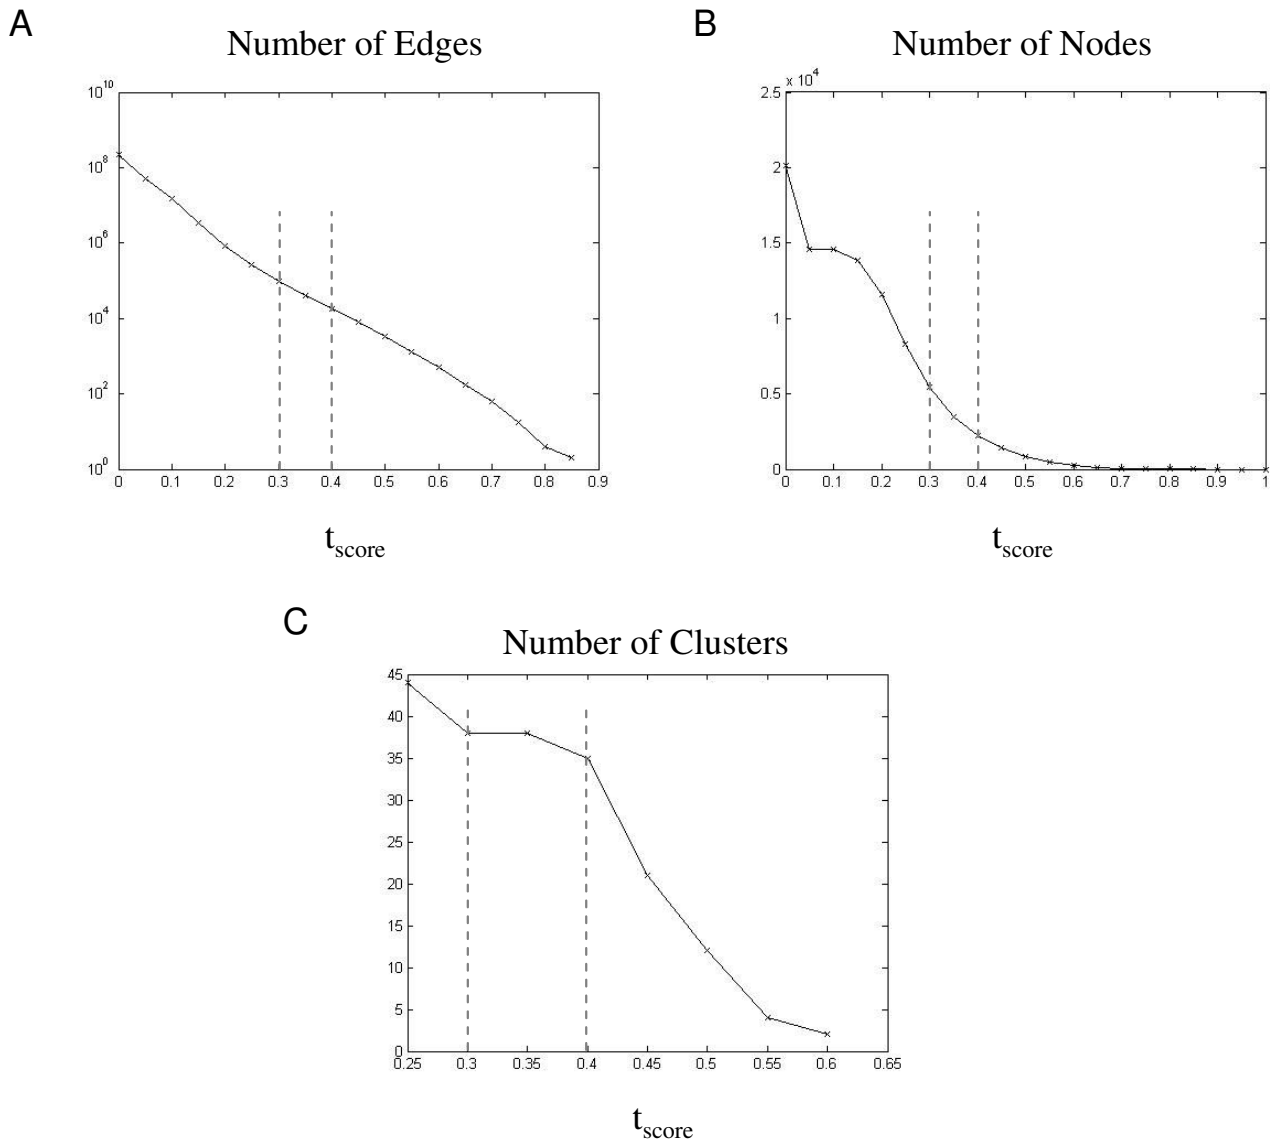 A
Number of Edges
10^10
10^8
10^6
10^4
10^2
10^0
0 0.1 0.2 0.3 0.4 0.5 0.6 0.7 0.8 0.9
t_score
B
Number of Nodes
x 10^4
2.5
2
1.5
1
0.5
0
0 0.1 0.2 0.3 0.4 0.5 0.6 0.7 0.8 0.9 1
t_score
C
Number of Clusters
45
40
35
30
25
20
15
10
5
0
0.25 0.3 0.35 0.4 0.45 0.5 0.55 0.6 0.65
t_score